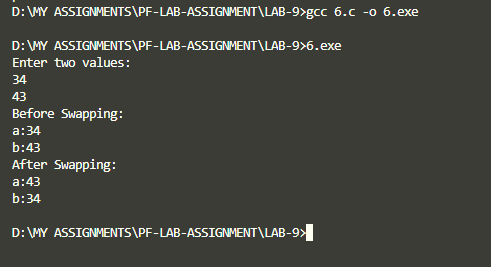 D:\MY ASSIGNMENTS\PF-LAB-ASSIGNMENT\LAB-9>gcc 6.c -o 6.exe
D:\MY ASSIGNMENTS\PF-LAB-ASSIGNMENT\LAB-9>6.exe
Enter two values:
34
43
Before Swapping:
a:34
b:43
After Swapping:
a:43
b:34
D:\MY ASSIGNMENTS\PF-LAB-ASSIGNMENT\LAB-9>